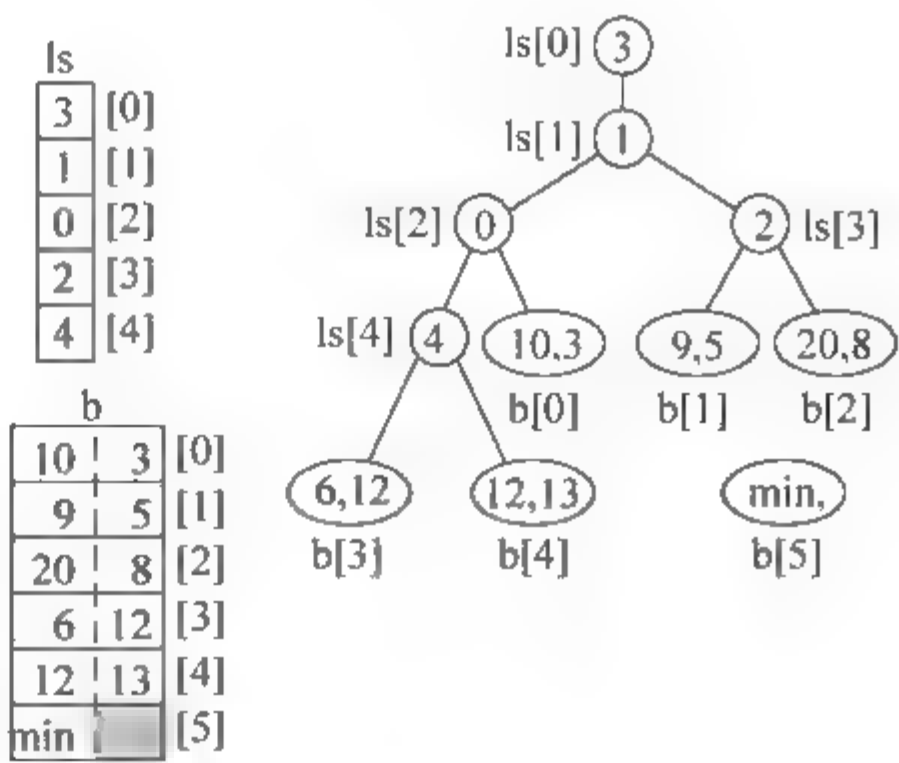 ls
3 [0]
1 [1]
0 [2]
2 [3]
4 [4]
b
10 3 [0]
9 5 [1]
20 8 [2]
6 12 [3]
12 13 [4]
min [5]
ls[0] 3
ls[1] 1
ls[2] 0 2 ls[3]
ls[4] 4 10,3 9,5 20,8
b[0] b[1] b[2]
6,12 12,13 min,
b[3] b[4] b[5]